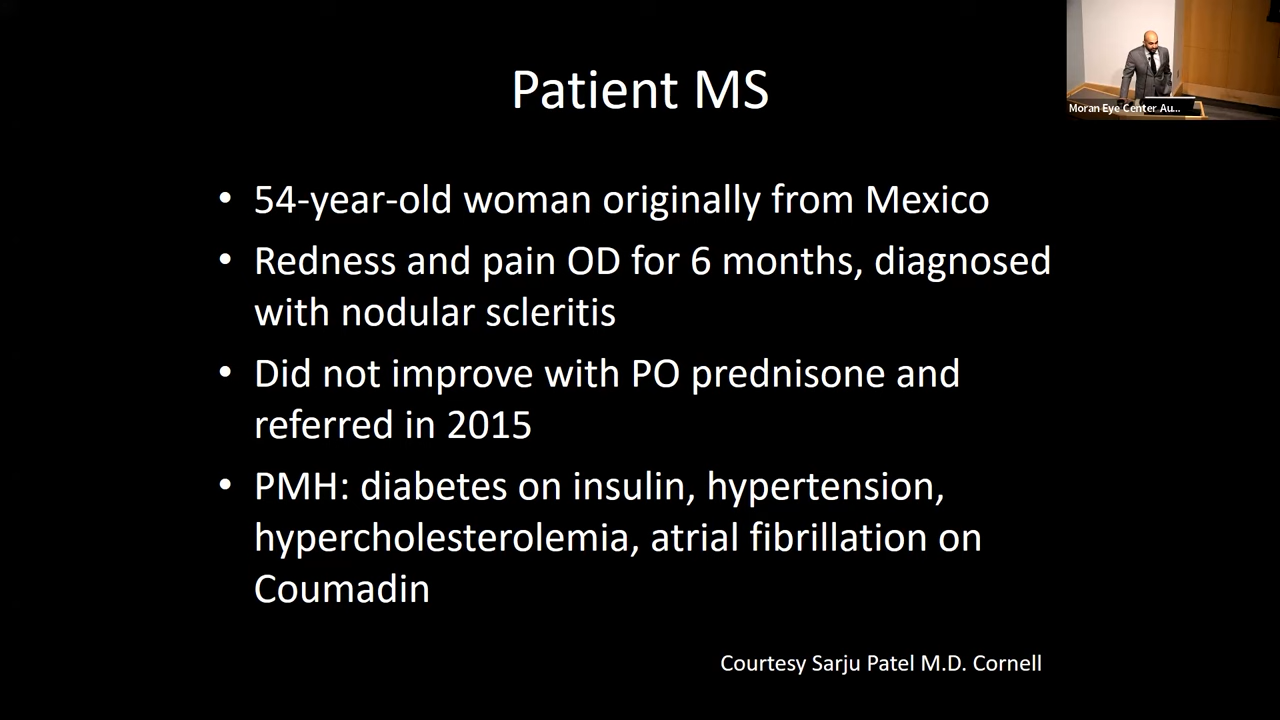 Patient MS
Moran Eye Center Au...
• 54-year-old woman originally from Mexico
• Redness and pain OD for 6 months, diagnosed
with nodular scleritis
• Did not improve with PO prednisone and
referred in 2015
• PMH: diabetes on insulin, hypertension,
hypercholesterolemia, atrial fibrillation on
Coumadin
Courtesy Sarju Patel M.D. Cornell